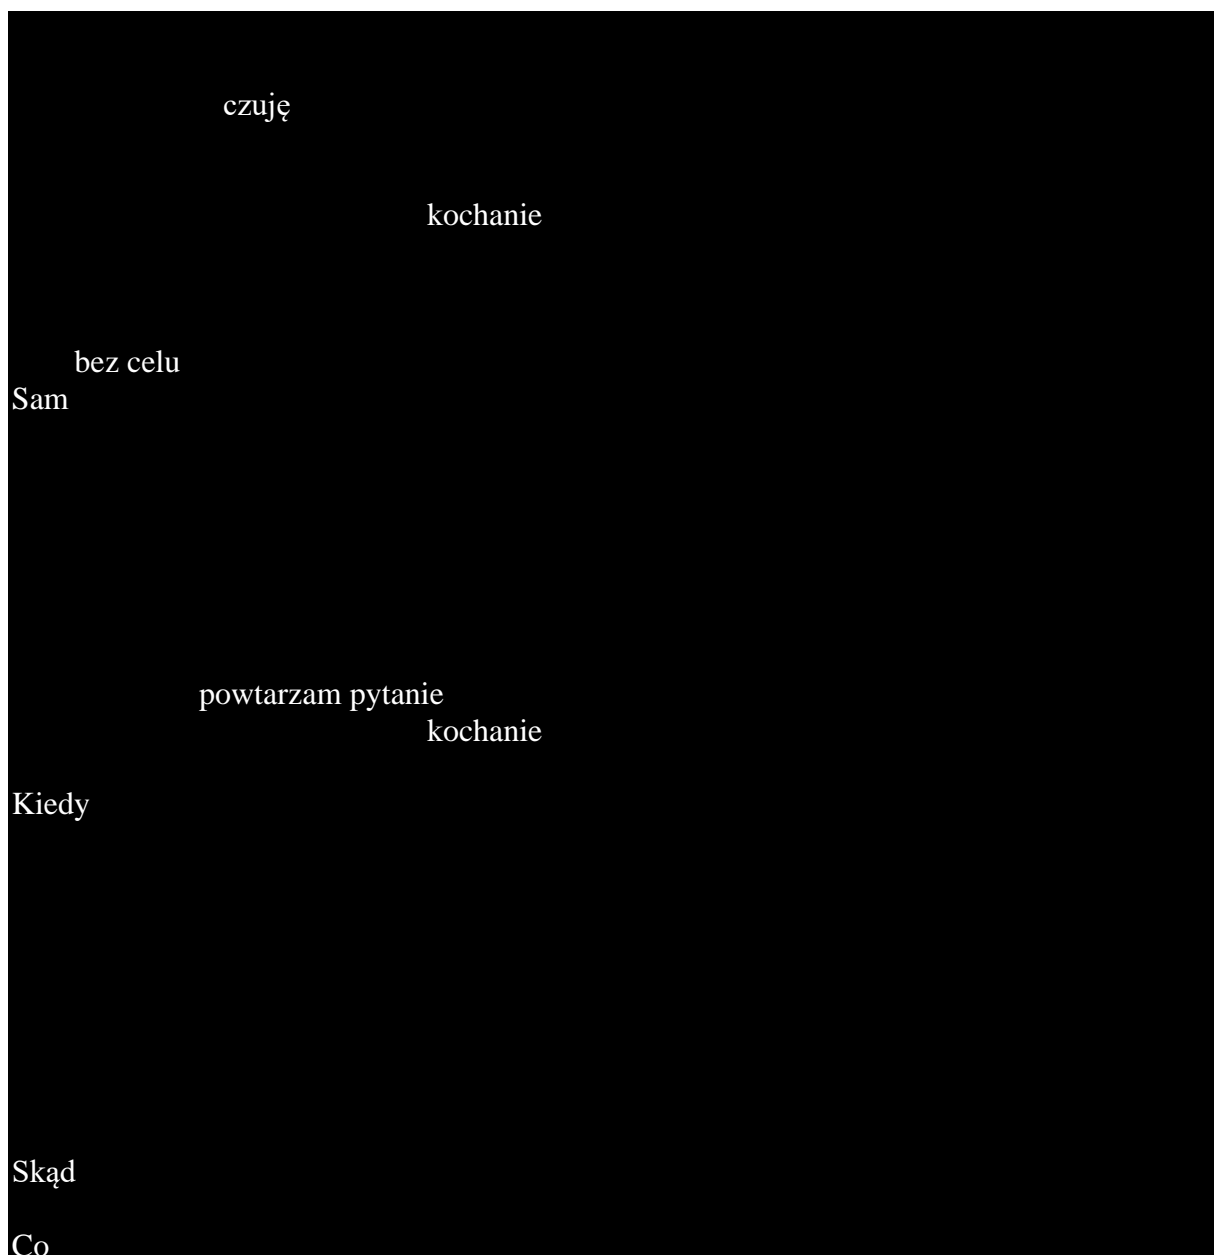 czuję
kochanie
bez celu
Sam
powtarzam pytanie
kochanie
Kiedy
Skąd
Co